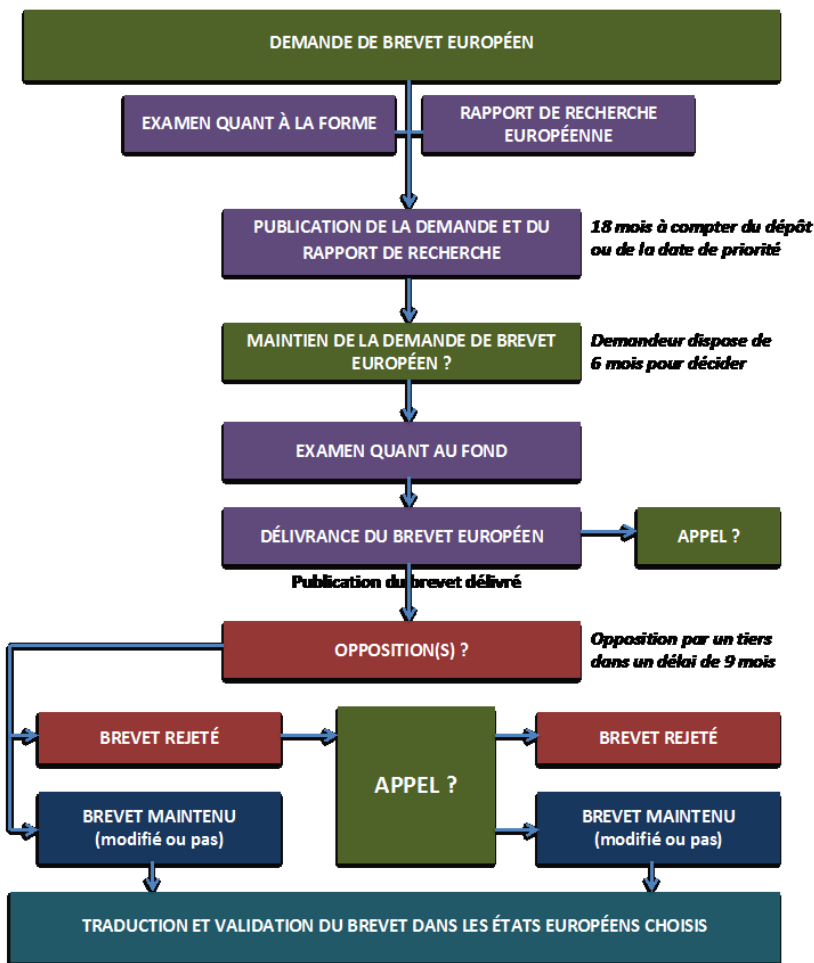 DEMANDE DE BREVET EUROPÉEN
EXAMEN QUANT À LA FORME
RAPPORT DE RECHERCHE
EUROPÉENNE
PUBLICATION DE LA DEMANDE ET DU
RAPPORT DE RECHERCHE
18 mois à compter du dépôt
ou de la date de priorité
MAINTIEN DE LA DEMANDE DE BREVET
EUROPÉEN ?
Demandeur dispose de
6 mois pour décider
EXAMEN QUANT AU FOND
DÉLIVRANCE DU BREVET EUROPÉEN
APPEL ?
Publication du brevet délivré
OPPOSITION(S) ?
Opposition par un tiers
dans un délai de 9 mois
BREVET REJETÉ
APPEL ?
BREVET REJETÉ
BREVET MAINTENU
(modifié ou pas)
BREVET MAINTENU
(modifié ou pas)
TRADUCTION ET VALIDATION DU BREVET DANS LES ÉTATS EUROPÉENS CHOISIS